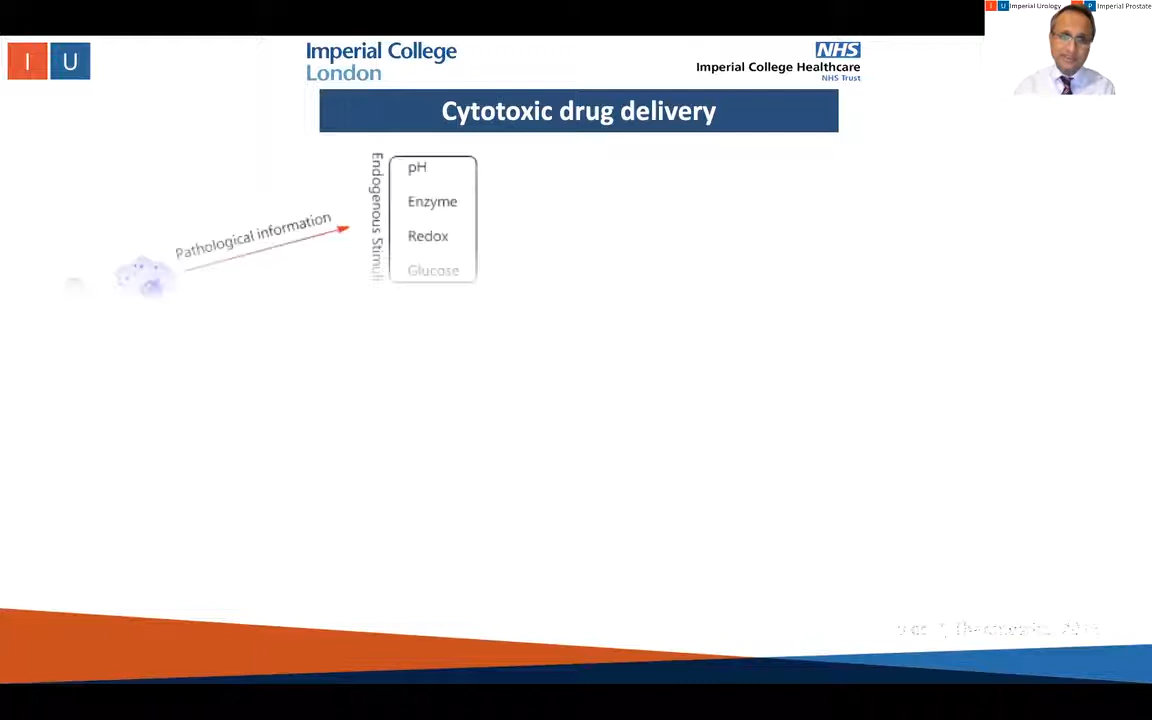 I U Imperial Urology P Imperial Prostate
I U
Imperial College
London
NHS
Imperial College Healthcare
NHS Trust
Cytotoxic drug delivery
Pathological information
Endogenous Stimuli
pH
Enzyme
Redox
Glucose